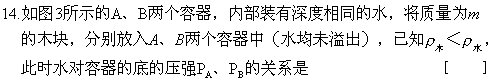 14.如图3所示的A、B两个容器，内部装有深度相同的水，将质量为m
的木块，分别放入A、B两个容器中（水均未溢出），已知ρ木＜ρ水，
此时水对容器的底的压强PA、PB的关系是 [ ]